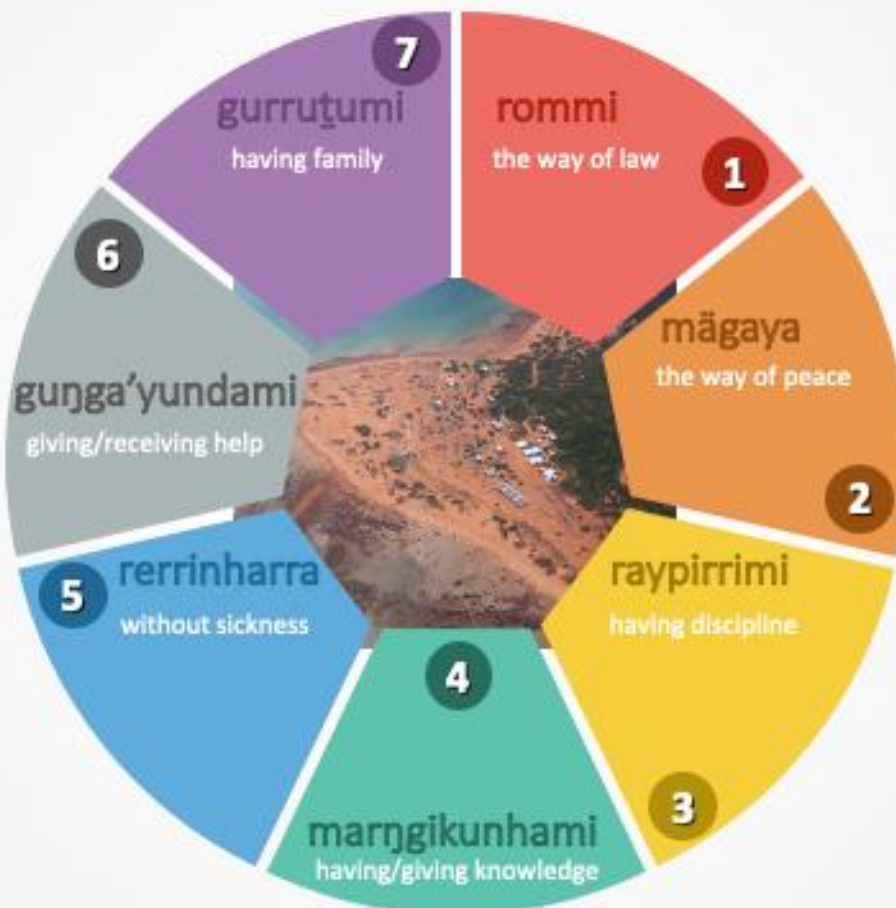 1
rommi
the way of law
2
mägaya
the way of peace
3
raypirrimi
having discipline
4
marŋgikunhami
having/giving knowledge
5
rerrinharra
without sickness
6
guŋga’yundami
giving/receiving help
7
gurruṯumi
having family